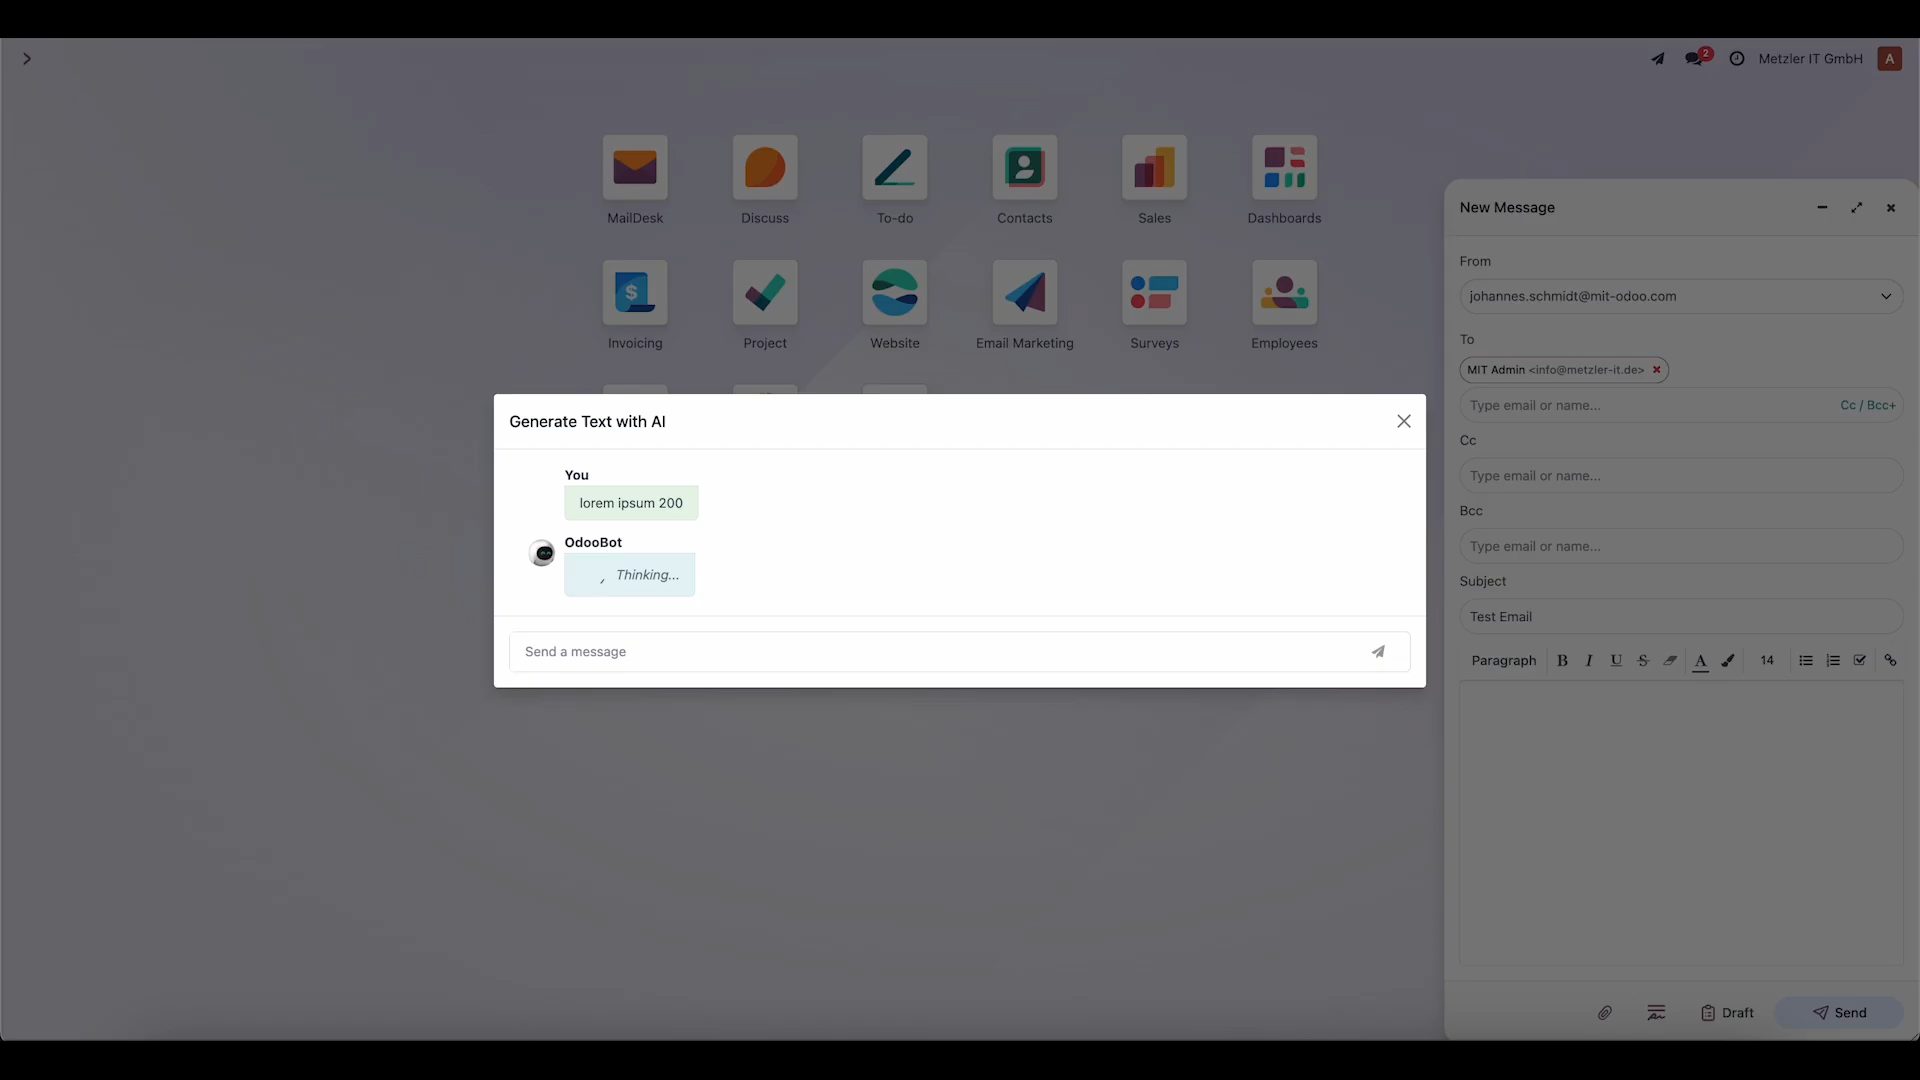 2
Metzler IT GmbH
A
MailDesk
Discuss
To-do
Contacts
Sales
Dashboards
$
Invoicing
Project
Website
Email Marketing
Surveys
Employees
Generate Text with AI
You
lorem ipsum 200
OdooBot
Thinking...
Send a message
New Message
From
johannes.schmidt@mit-odoo.com
To
MIT Admin <info@metzler-it.de>
Type email or name...
Cc / Bcc+
Cc
Type email or name...
Bcc
Type email or name...
Subject
Test Email
Paragraph B I U S A 14
Draft
Send